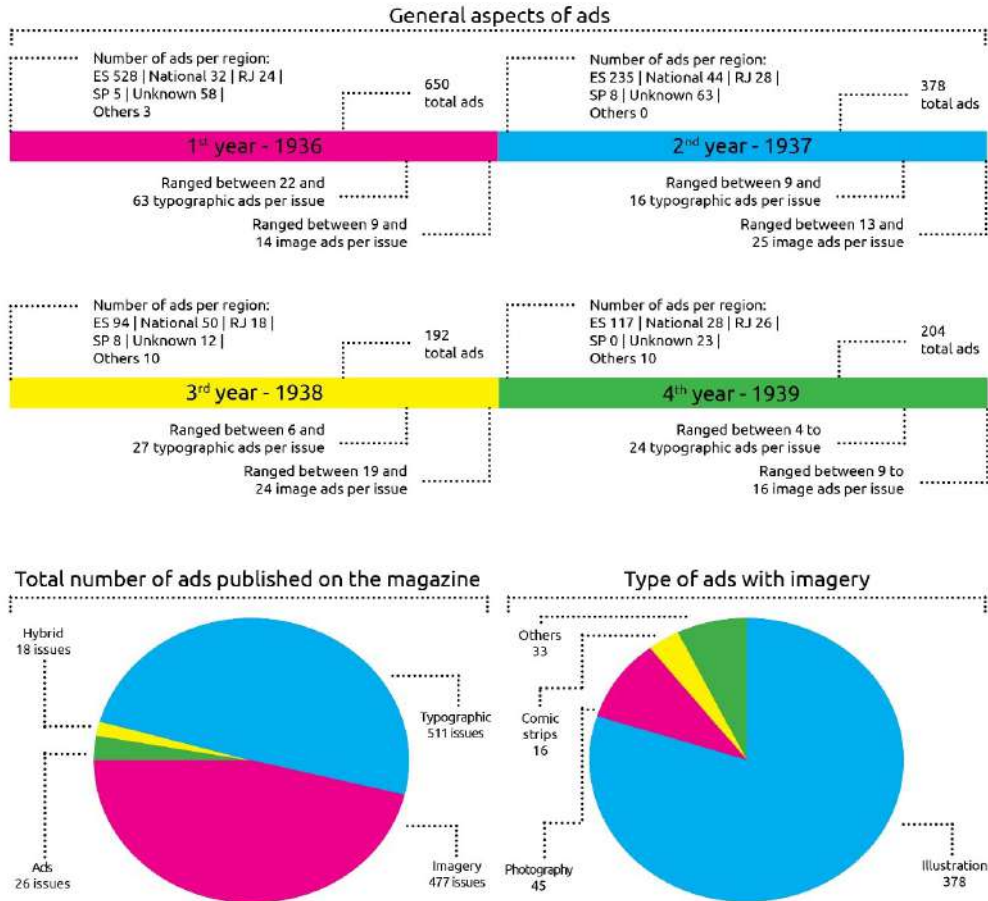 General aspects of ads
Number of ads per region:
ES 528 | National 32 | RJ 24 |
SP 5 | Unknown 58 |
Others 3
650
total ads
1st year - 1936
Ranged between 22 and
63 typographic ads per issue
Ranged between 9 and
14 image ads per issue
Number of ads per region:
ES 235 | National 44 | RJ 28 |
SP 8 | Unknown 63 |
Others 0
378
total ads
2nd year - 1937
Ranged between 9 and
16 typographic ads per issue
Ranged between 13 and
25 image ads per issue
Number of ads per region:
ES 94 | National 50 | RJ 18 |
SP 8 | Unknown 12 |
Others 10
192
total ads
3rd year - 1938
Ranged between 6 and
27 typographic ads per issue
Ranged between 19 and
24 image ads per issue
Number of ads per region:
ES 117 | National 28 | RJ 26 |
SP 0 | Unknown 23 |
Others 10
204
total ads
4th year - 1939
Ranged between 4 to
24 typographic ads per issue
Ranged between 9 to
16 image ads per issue
Total number of ads published on the magazine
Hybrid
18 issues
Typographic
511 issues
Ads
26 issues
Imagery
477 issues
Type of ads with imagery
Others
33
Comic
strips
16
Photography
45
Illustration
378